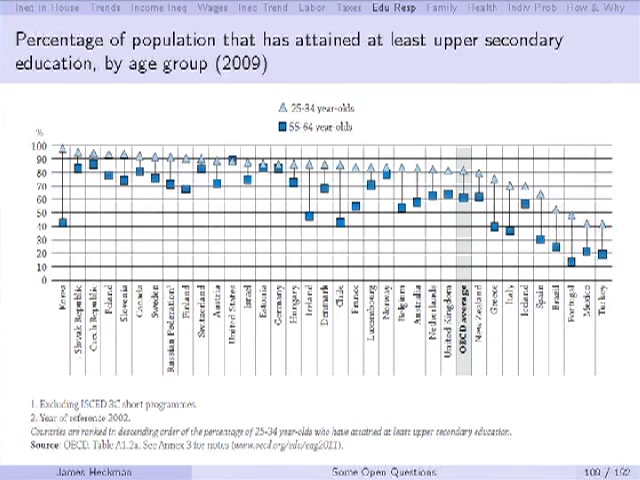 Ineq in House Trends Income Ineq Wages Ineq Trend Labor Taxes Edu Resp Family Health Indiv Prob How & Why
Percentage of population that has attained at least upper secondary
education, by age group (2009)
25-34 year-olds
55-64 year-olds
%
100
90
80
70
60
50
40
30
20
10
0
Korea
Slovak Republic
Czech Republic
Poland
Slovenia
Canada
Sweden
Russian Federation²
Finland
Switzerland
Austria
United States
Israel
Estonia
Germany
Hungary
Ireland
Denmark
Chile
France
Luxembourg
Norway
Belgium
Australia
Netherlands
United Kingdom
OECD average
New Zealand
Greece
Italy
Iceland
Spain
Brazil
Portugal
Mexico
Turkey
1. Excluding ISCED 3C short programmes.
2. Year of reference 2002.
Countries are ranked in descending order of the percentage of 25-34 year-olds who have attained at least upper secondary education.
Source: OECD. Table A1.2a. See Annex 3 for notes (www.oecd.org/edu/eag2011).
James Heckman Some Open Questions 109 / 192